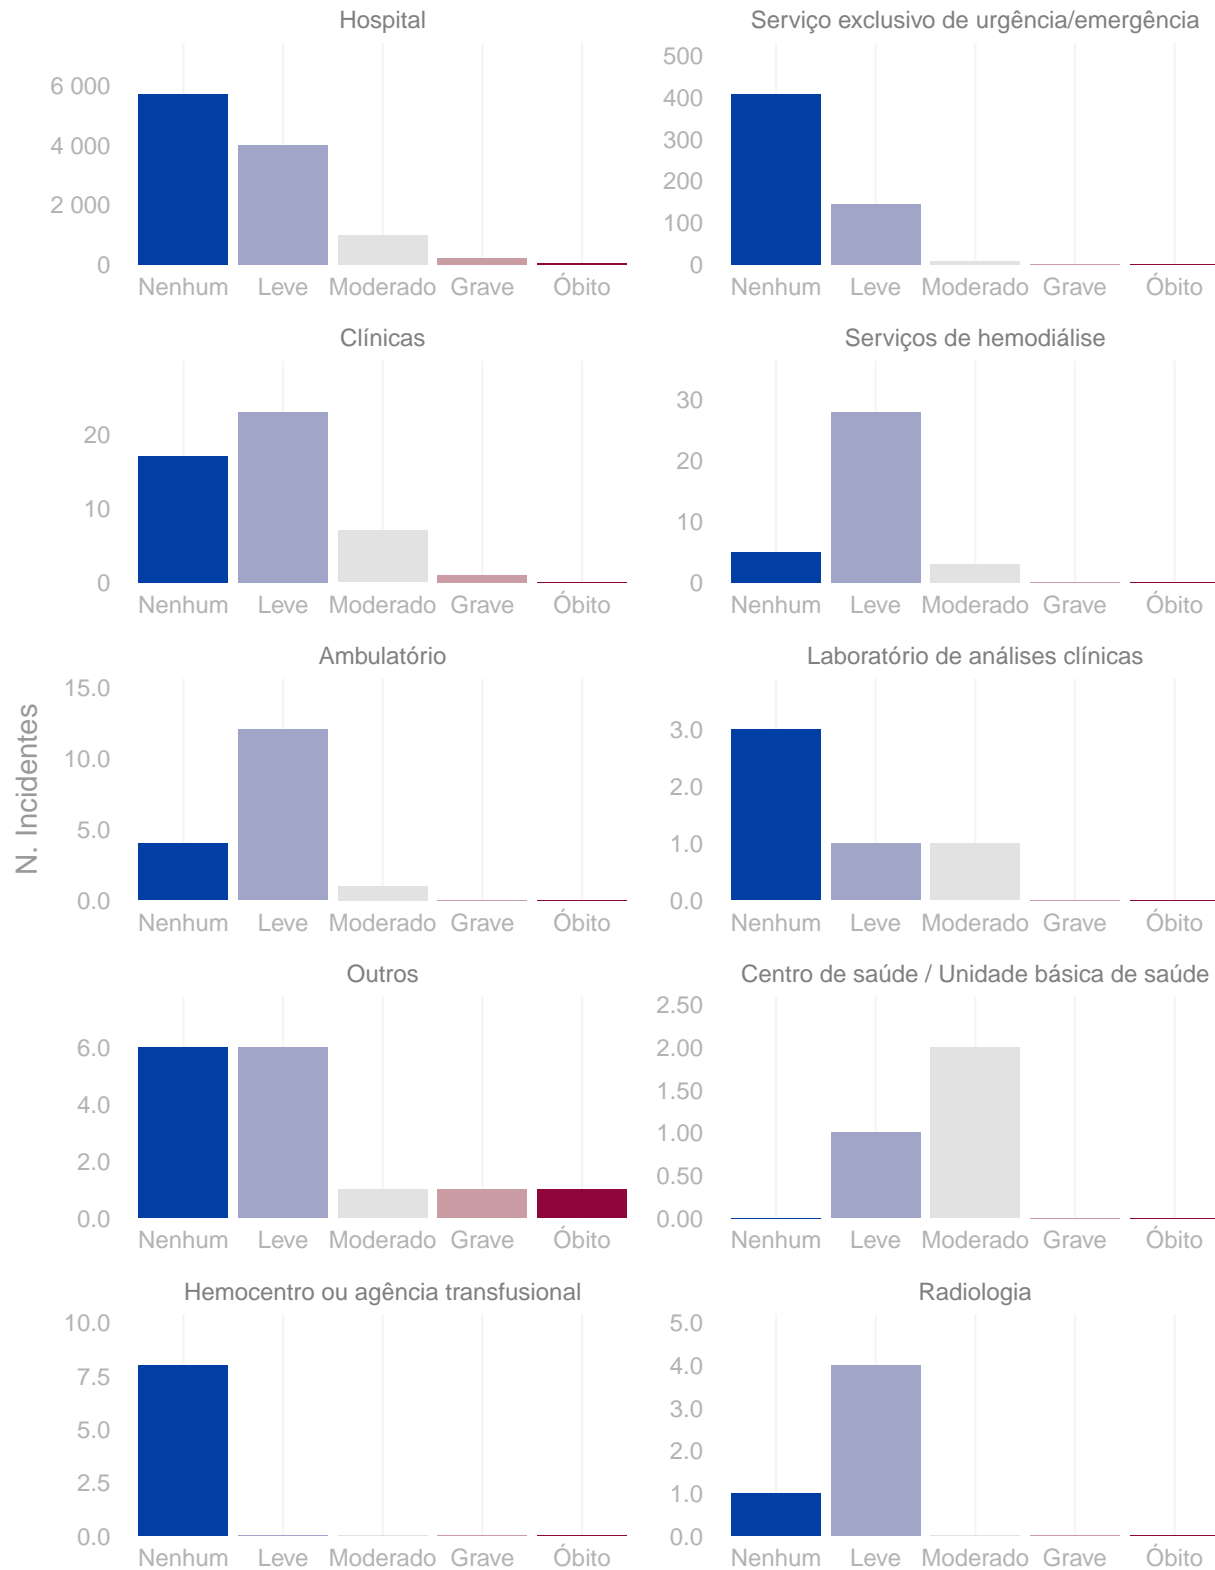 Hospital
6 000
4 000
2 000
0
Nenhum Leve Moderado Grave Óbito
Serviço exclusivo de urgência/emergência
500
400
300
200
100
0
Nenhum Leve Moderado Grave Óbito
Clínicas
20
10
0
Nenhum Leve Moderado Grave Óbito
Serviços de hemodiálise
30
20
10
0
Nenhum Leve Moderado Grave Óbito
N. Incidentes
Ambulatório
15.0
10.0
5.0
0.0
Nenhum Leve Moderado Grave Óbito
Laboratório de análises clínicas
3.0
2.0
1.0
0.0
Nenhum Leve Moderado Grave Óbito
Outros
6.0
4.0
2.0
0.0
Nenhum Leve Moderado Grave Óbito
Centro de saúde / Unidade básica de saúde
2.50
2.00
1.50
1.00
0.50
0.00
Nenhum Leve Moderado Grave Óbito
Hemocentro ou agência transfusional
10.0
7.5
5.0
2.5
0.0
Nenhum Leve Moderado Grave Óbito
Radiologia
5.0
4.0
3.0
2.0
1.0
0.0
Nenhum Leve Moderado Grave Óbito